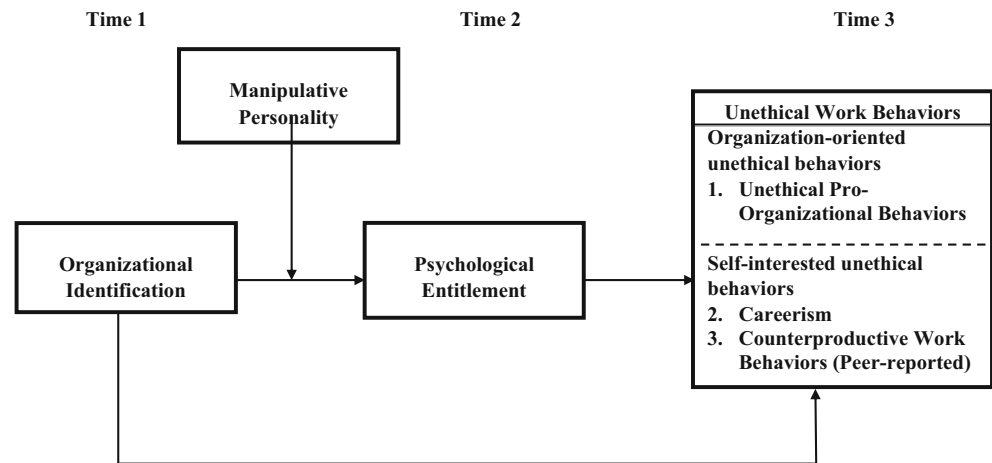 Time 1
Time 2
Time 3
Manipulative
Personality
Organizational
Identification
Psychological
Entitlement
Unethical Work Behaviors
Organization-oriented
unethical behaviors
1. Unethical Pro-
Organizational Behaviors
Self-interested unethical
behaviors
2. Careerism
3. Counterproductive Work
Behaviors (Peer-reported)